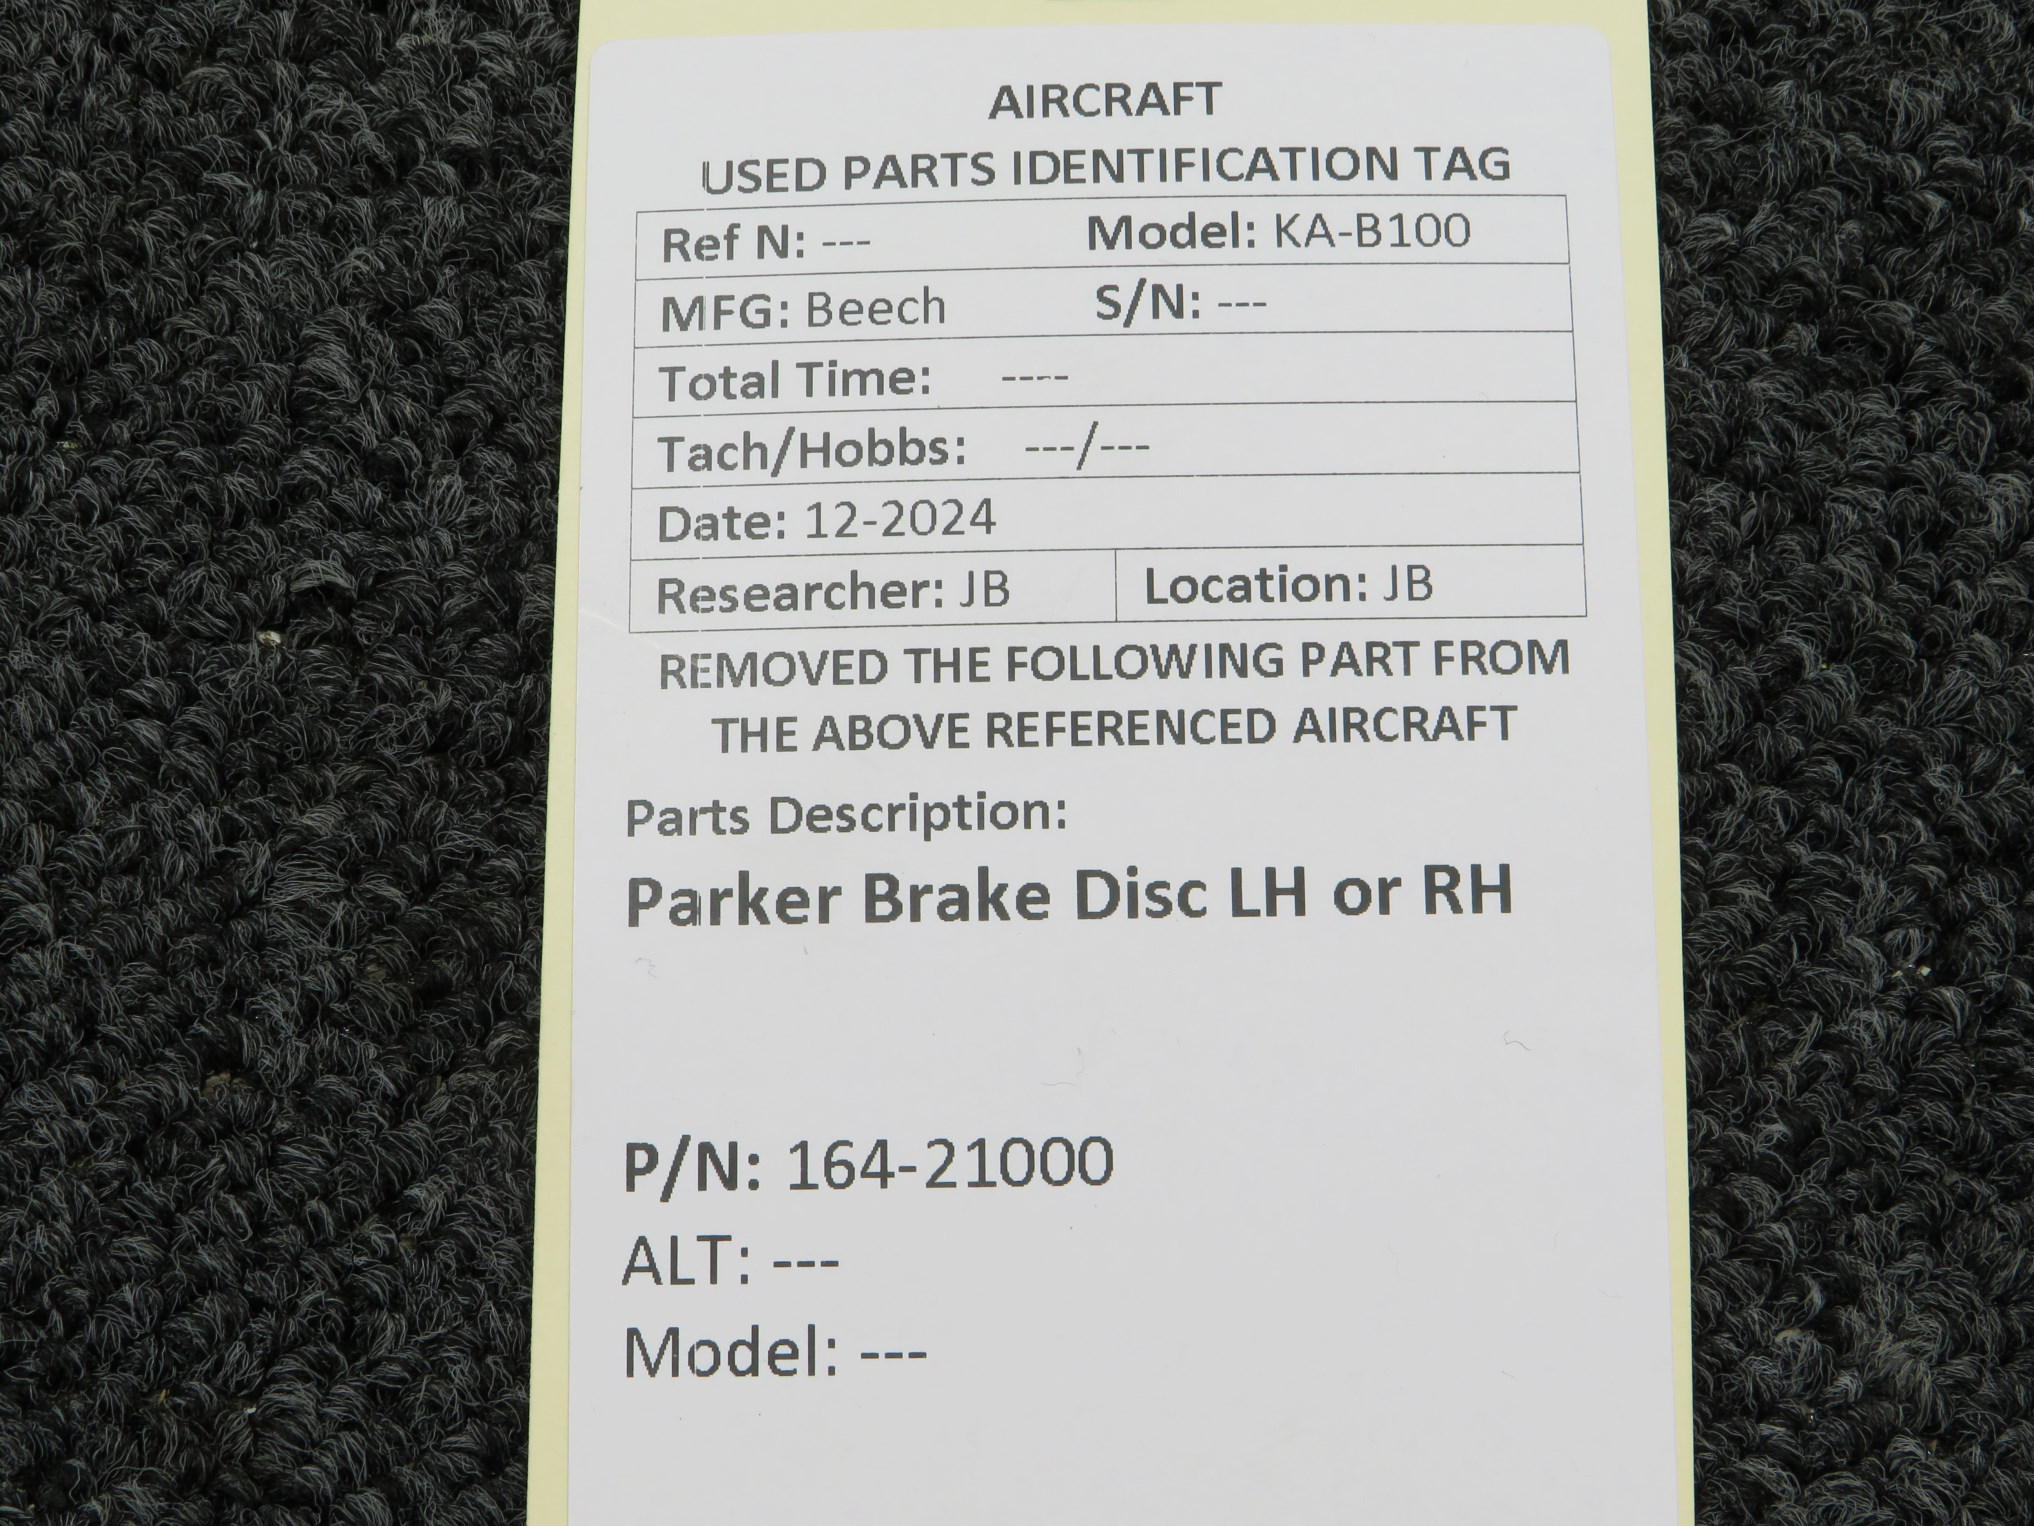 AIRCRAFT
USED PARTS IDENTIFICATION TAG
Ref N: --- Model: KA-B100
MFG: Beech S/N: ---
Total Time: ----
Tach/Hobbs: ---/---
Date: 12-2024
Researcher: JB Location: JB
REMOVED THE FOLLOWING PART FROM
THE ABOVE REFERENCED AIRCRAFT
Parts Description:
Parker Brake Disc LH or RH
P/N: 164-21000
ALT: ---
Model: ---